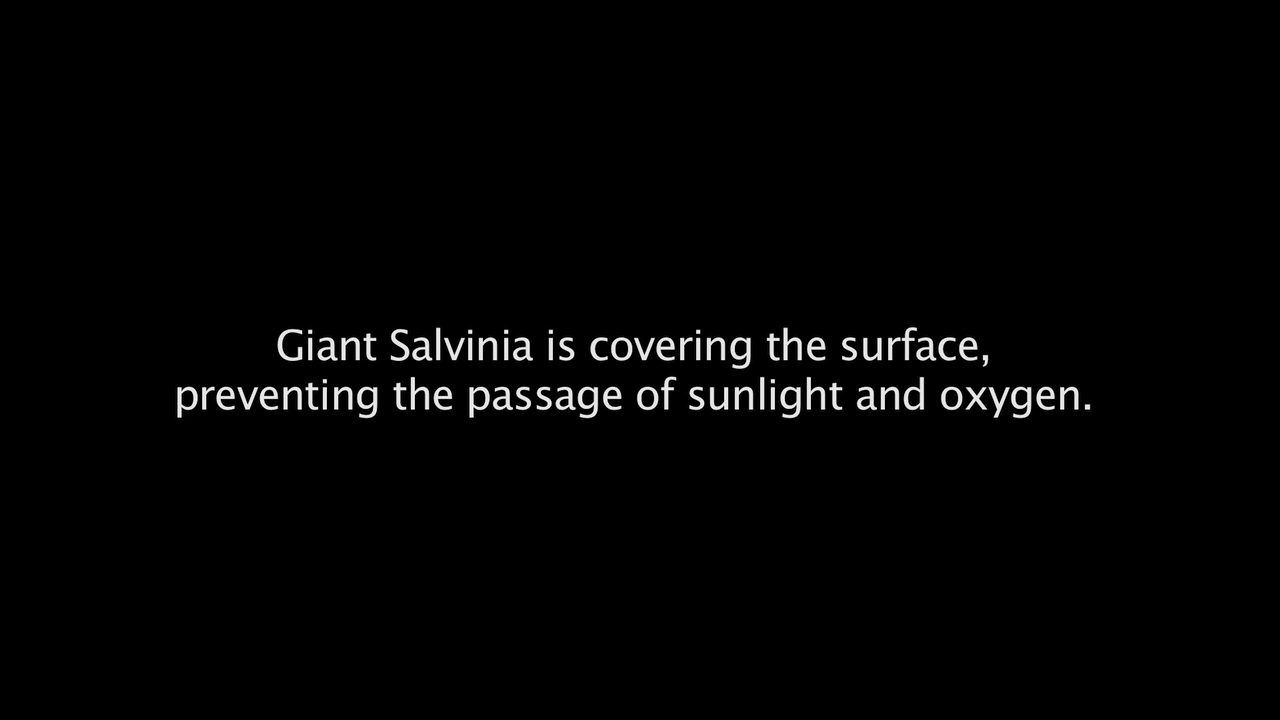 Giant Salvinia is covering the surface,
preventing the passage of sunlight and oxygen.